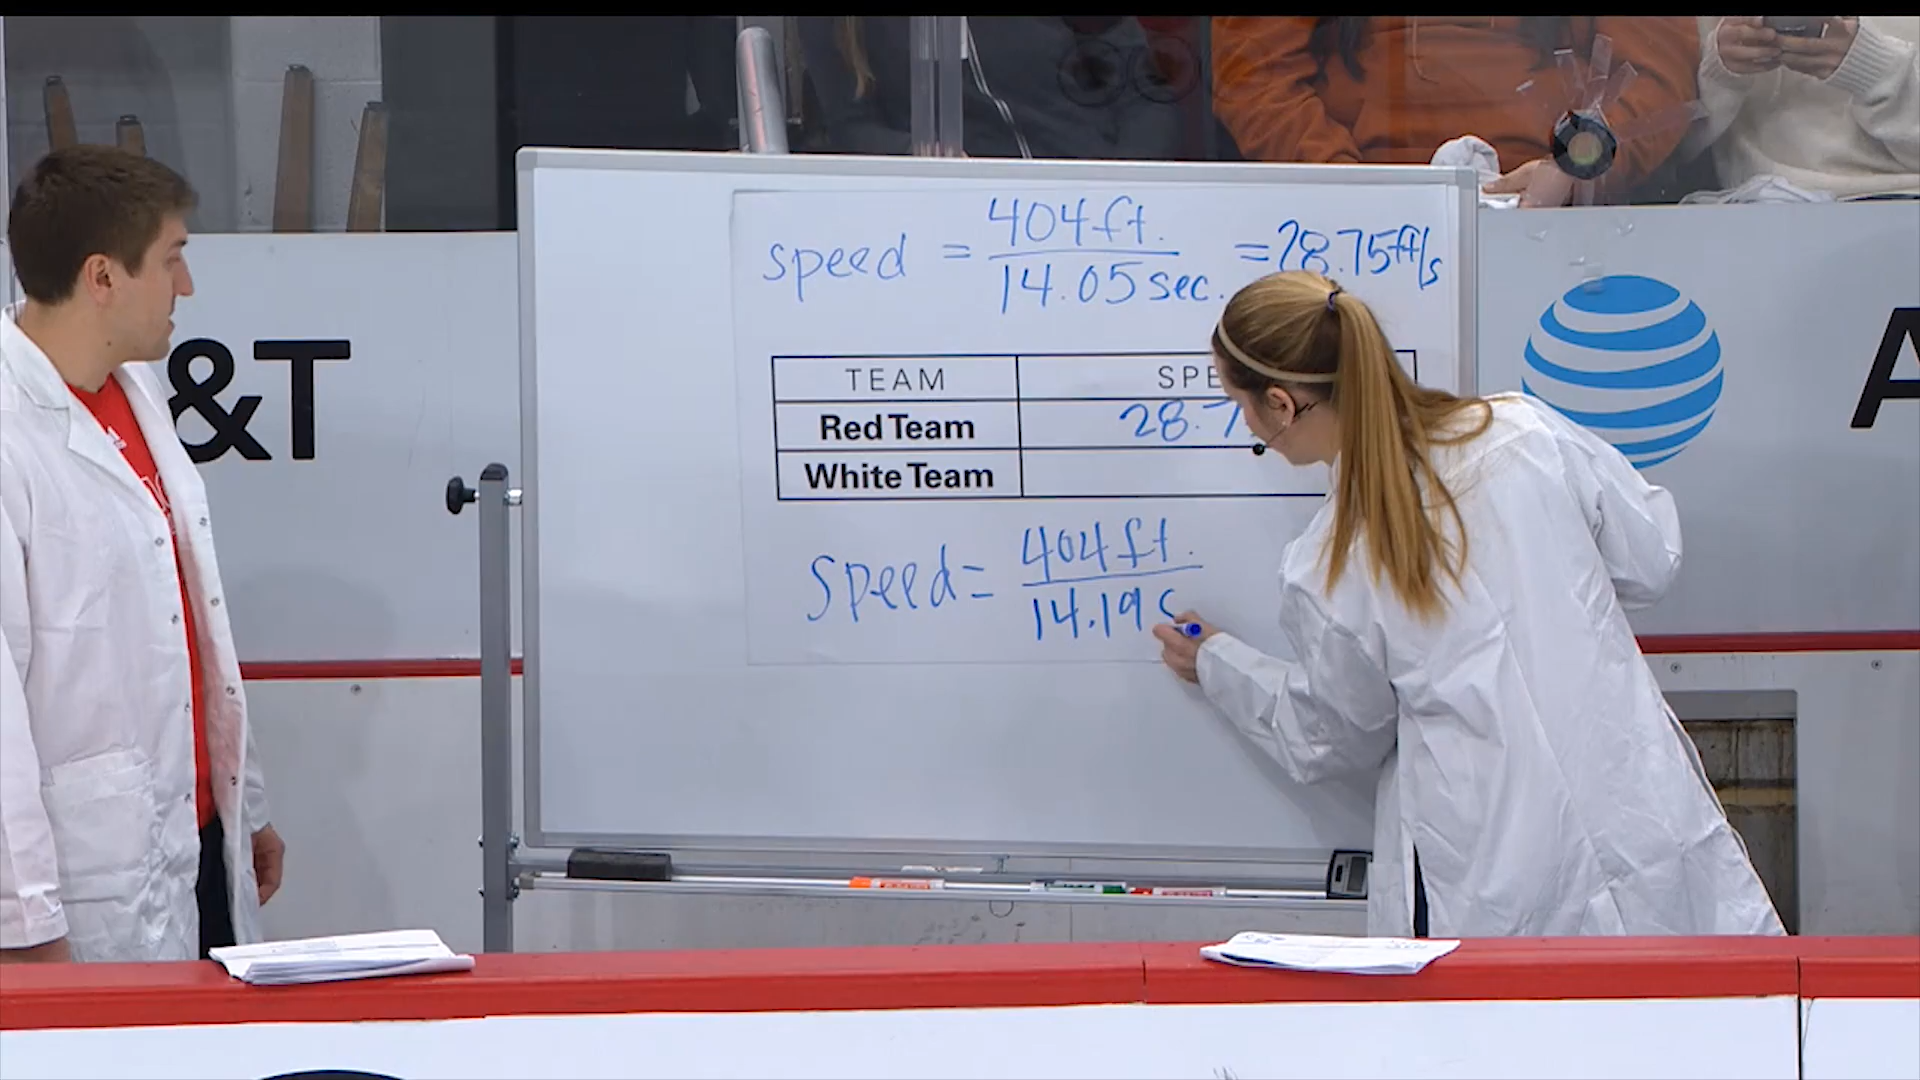 speed = 404 ft. / 14.05 sec. = 28.75 ft/s
TEAM
Red Team 28.7
White Team
Speed = 404 ft. / 14.19
&T